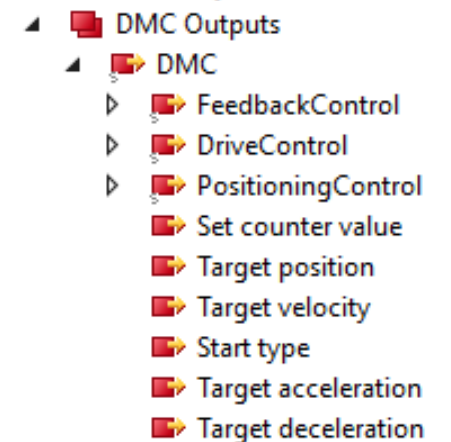 DMC Outputs
DMC
FeedbackControl
DriveControl
PositioningControl
Set counter value
Target position
Target velocity
Start type
Target acceleration
Target deceleration